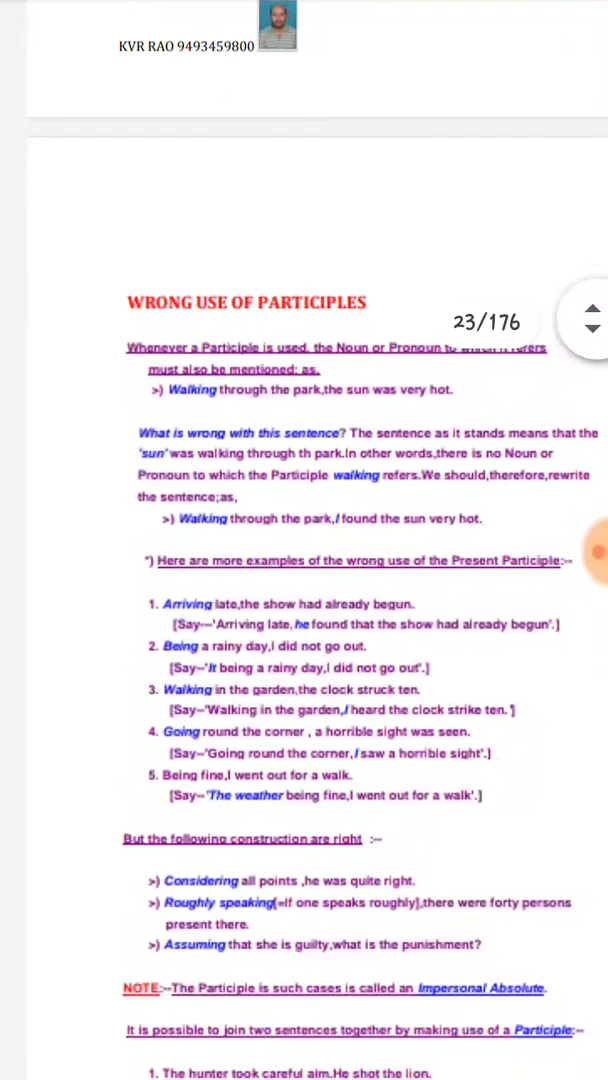 KVR RAO 9493459800
WRONG USE OF PARTICIPLES
23/176
Whenever a Participle is used, the Noun or Pronoun to which it refers
must also be mentioned; as,
>) Walking through the park,the sun was very hot.
What is wrong with this sentence? The sentence as it stands means that the
'sun' was walking through th park.In other words,there is no Noun or
Pronoun to which the Participle walking refers.We should,therefore,rewrite
the sentence;as,
>) Walking through the park,I found the sun very hot.
*) Here are more examples of the wrong use of the Present Participle:--
1. Arriving late,the show had already begun.
[Say---'Arriving late, he found that the show had already begun'.]
2. Being a rainy day,I did not go out.
[Say--'It being a rainy day,I did not go out'.]
3. Walking in the garden,the clock struck ten.
[Say--'Walking in the garden,I heard the clock strike ten.']
4. Going round the corner , a horrible sight was seen.
[Say--'Going round the corner,I saw a horrible sight'.]
5. Being fine,I went out for a walk.
[Say--'The weather being fine,I went out for a walk'.]
But the following construction are right :--
>) Considering all points ,he was quite right.
>) Roughly speaking[=If one speaks roughly],there were forty persons
present there.
>) Assuming that she is guilty,what is the punishment?
NOTE:--The Participle is such cases is called an Impersonal Absolute.
It is possible to join two sentences together by making use of a Participle:--
1. The hunter took careful aim.He shot the lion.